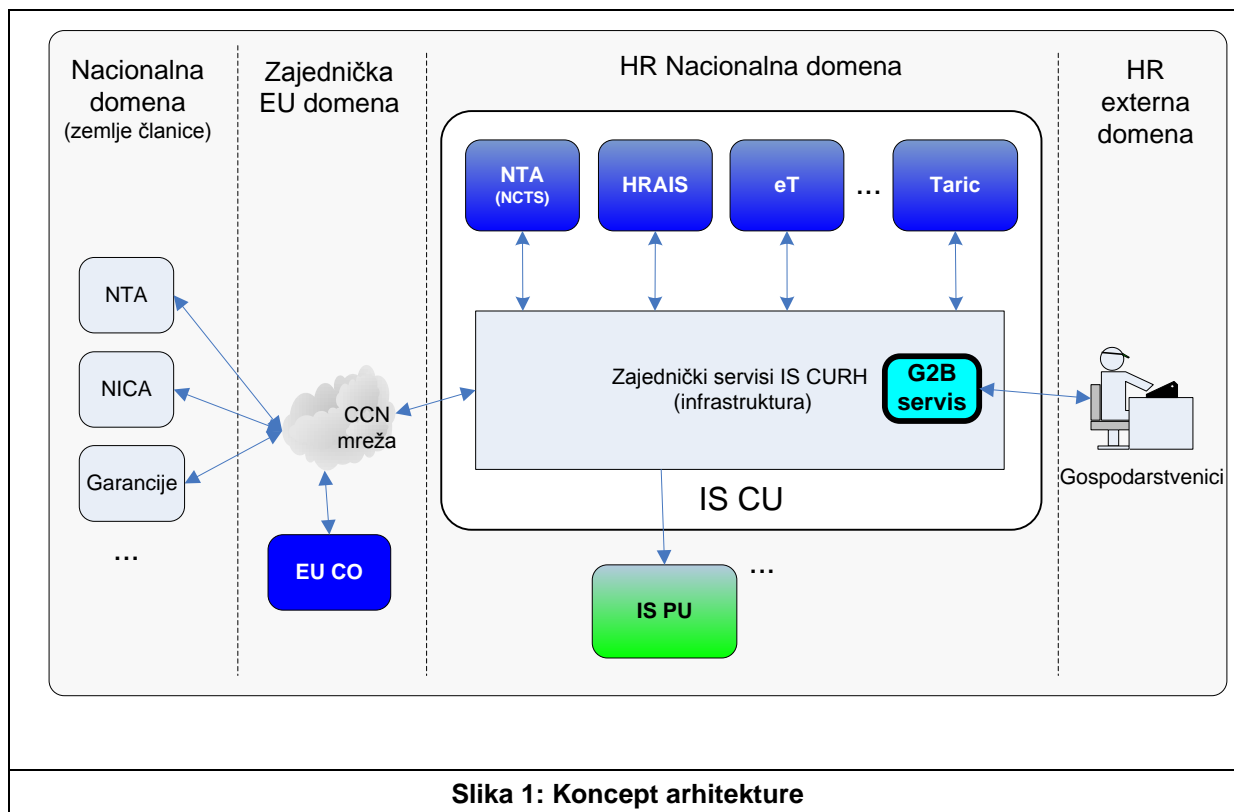 Nacionalna
domena
(zemlje članice)
Zajednička
EU domena
HR Nacionalna domena
HR
externa
domena
NTA
(NCTS)
HRAIS
eT
...
Taric
NTA
NICA
Garancije
...
CCN
mreža
EU CO
Zajednički servisi IS CURH
(infrastruktura)
G2B
servis
IS CU
Gospodarstvenici
IS PU
...
Slika 1: Koncept arhitekture